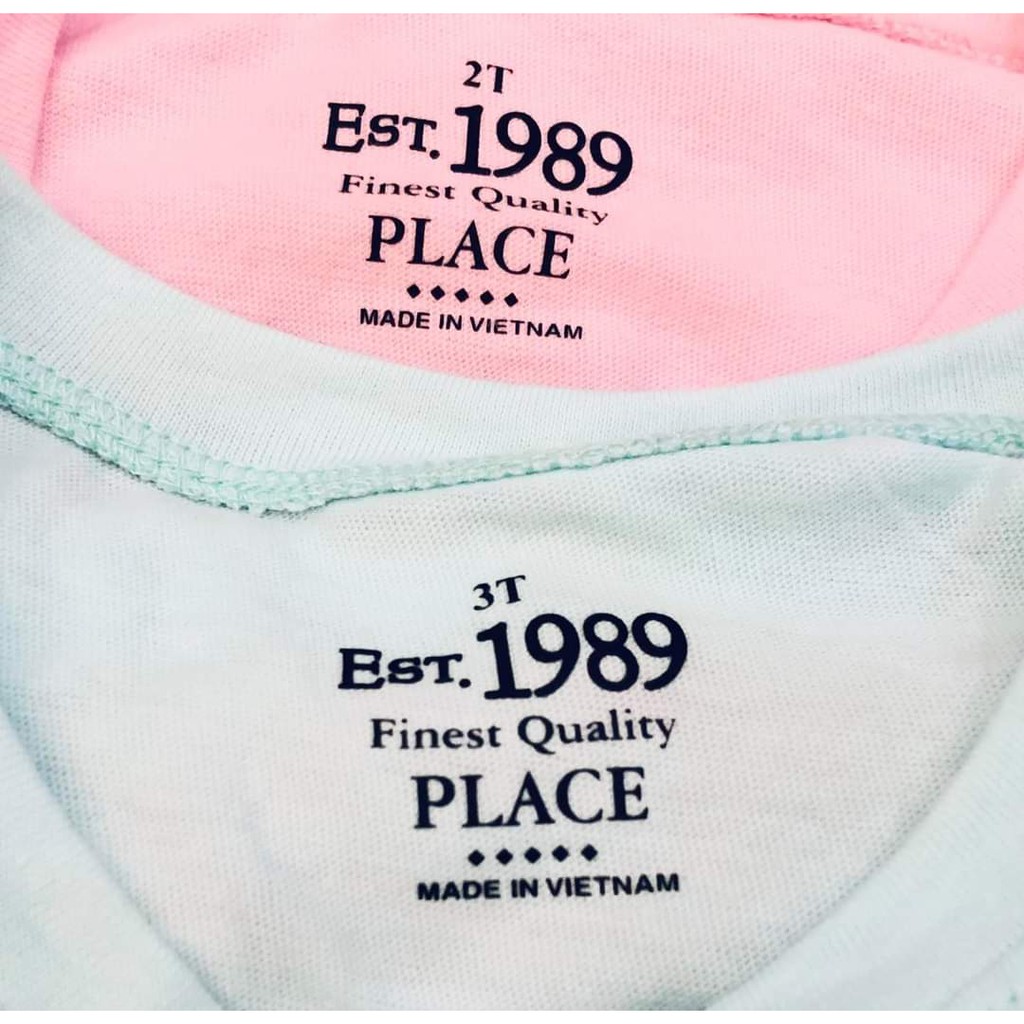 2T
EST. 1989
Finest Quality
PLACE
MADE IN VIETNAM
3T
EST. 1989
Finest Quality
PLACE
MADE IN VIETNAM